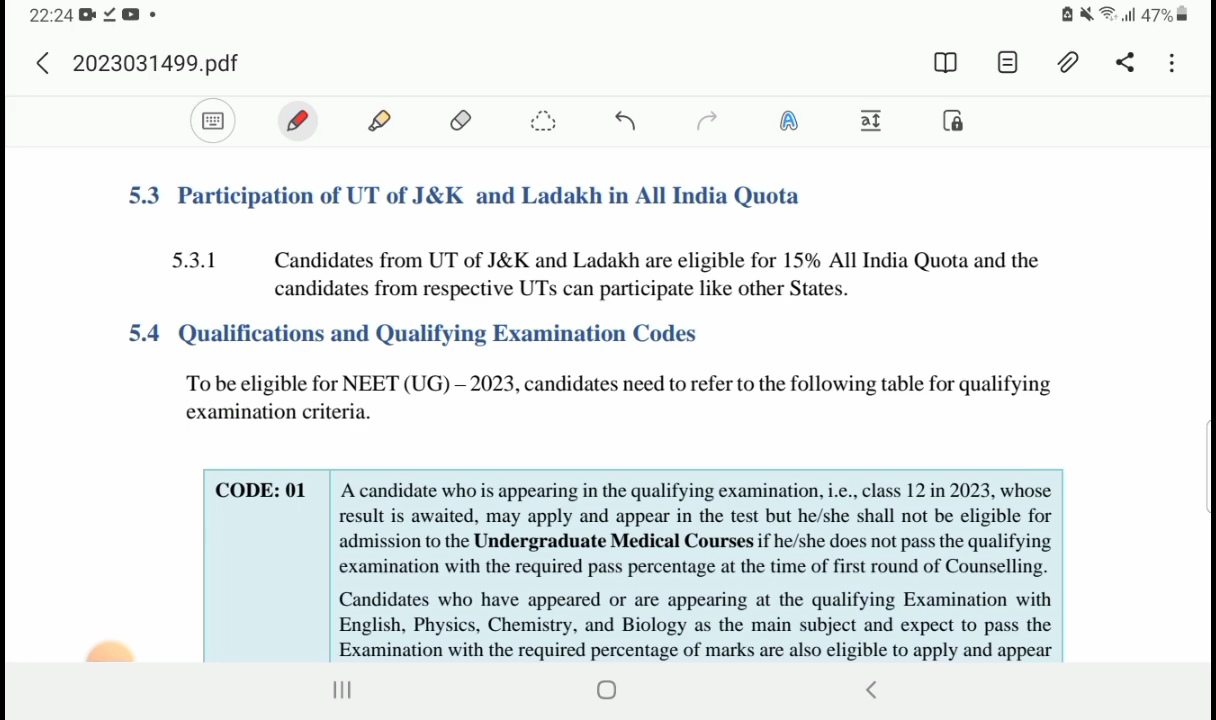 22:24
47%
2023031499.pdf
5.3 Participation of UT of J&K and Ladakh in All India Quota
5.3.1 Candidates from UT of J&K and Ladakh are eligible for 15% All India Quota and the
candidates from respective UTs can participate like other States.
5.4 Qualifications and Qualifying Examination Codes
To be eligible for NEET (UG) – 2023, candidates need to refer to the following table for qualifying
examination criteria.
CODE: 01 A candidate who is appearing in the qualifying examination, i.e., class 12 in 2023, whose
result is awaited, may apply and appear in the test but he/she shall not be eligible for
admission to the Undergraduate Medical Courses if he/she does not pass the qualifying
examination with the required pass percentage at the time of first round of Counselling.
Candidates who have appeared or are appearing at the qualifying Examination with
English, Physics, Chemistry, and Biology as the main subject and expect to pass the
Examination with the required percentage of marks are also eligible to apply and appear